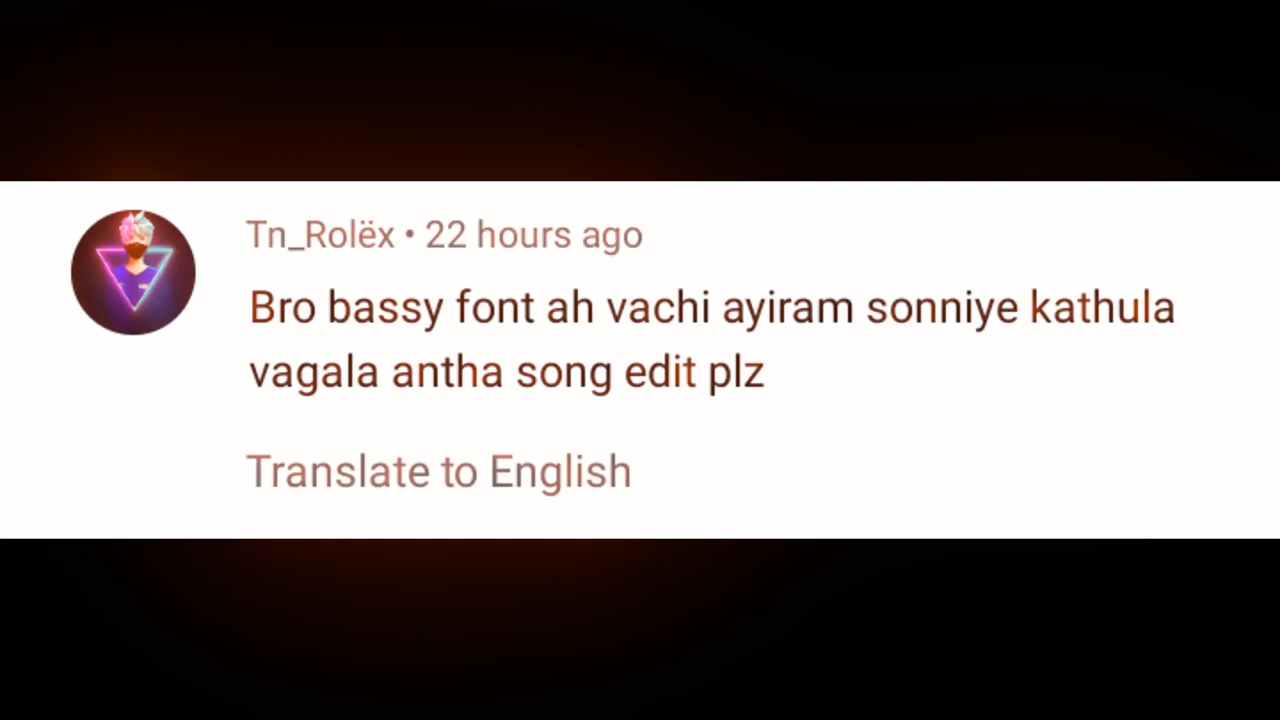 Tn_Rolëx • 22 hours ago
Bro bassy font ah vachi ayiram sonniye kathula
vagala antha song edit plz
Translate to English